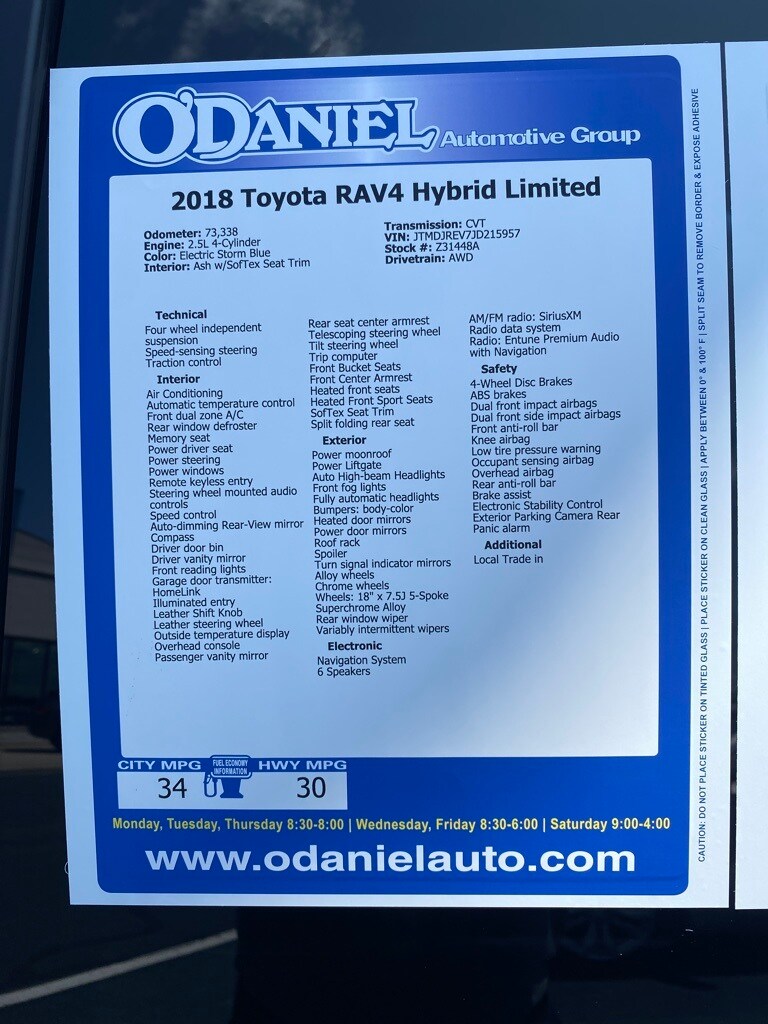 O'DANIEL Automotive Group
2018 Toyota RAV4 Hybrid Limited
Odometer: 73,338
Engine: 2.5L 4-Cylinder
Color: Electric Storm Blue
Interior: Ash w/SofTex Seat Trim
Transmission: CVT
VIN: JTMDJREV7JD215957
Stock #: Z31448A
Drivetrain: AWD
Technical
Four wheel independent
suspension
Speed-sensing steering
Traction control
Interior
Air Conditioning
Automatic temperature control
Front dual zone A/C
Rear window defroster
Memory seat
Power driver seat
Power steering
Power windows
Remote keyless entry
Steering wheel mounted audio
controls
Speed control
Auto-dimming Rear-View mirror
Compass
Driver door bin
Driver vanity mirror
Front reading lights
Garage door transmitter:
HomeLink
Illuminated entry
Leather Shift Knob
Leather steering wheel
Outside temperature display
Overhead console
Passenger vanity mirror
Rear seat center armrest
Telescoping steering wheel
Tilt steering wheel
Trip computer
Front Bucket Seats
Front Center Armrest
Heated front seats
Heated Front Sport Seats
SofTex Seat Trim
Split folding rear seat
Exterior
Power moonroof
Power Liftgate
Auto High-beam Headlights
Front fog lights
Fully automatic headlights
Bumpers: body-color
Heated door mirrors
Power door mirrors
Roof rack
Spoiler
Turn signal indicator mirrors
Alloy wheels
Chrome wheels
Wheels: 18" x 7.5J 5-Spoke
Superchrome Alloy
Rear window wiper
Variably intermittent wipers
Electronic
Navigation System
6 Speakers
AM/FM radio: SiriusXM
Radio data system
Radio: Entune Premium Audio
with Navigation
Safety
4-Wheel Disc Brakes
ABS brakes
Dual front impact airbags
Dual front side impact airbags
Front anti-roll bar
Knee airbag
Low tire pressure warning
Occupant sensing airbag
Overhead airbag
Rear anti-roll bar
Brake assist
Electronic Stability Control
Exterior Parking Camera Rear
Panic alarm
Additional
Local Trade in
CITY MPG
34
FUEL ECONOMY
INFORMATION
HWY MPG
30
Monday, Tuesday, Thursday 8:30-8:00 | Wednesday, Friday 8:30-6:00 | Saturday 9:00-4:00
www.odanielauto.com
CAUTION: DO NOT PLACE STICKER ON TINTED GLASS | PLACE STICKER ON CLEAN GLASS | APPLY BETWEEN 0° & 100° F | SPLIT SEAM TO REMOVE BORDER & EXPOSE ADHESIVE